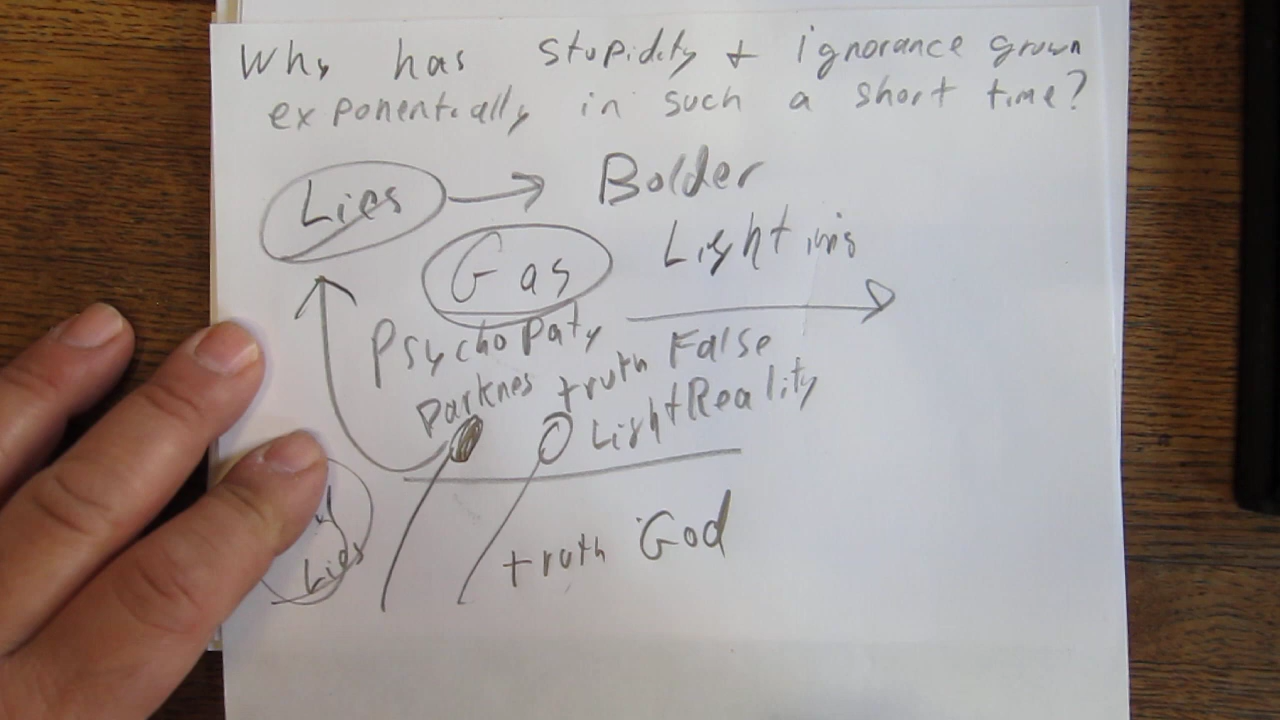 Why has stupidity + ignorance grown
exponentially in such a short time?
Lies → Bolder
Gas Lighting
Psychopaty
truth False
Darknes
Light Reality
Lies
truth God